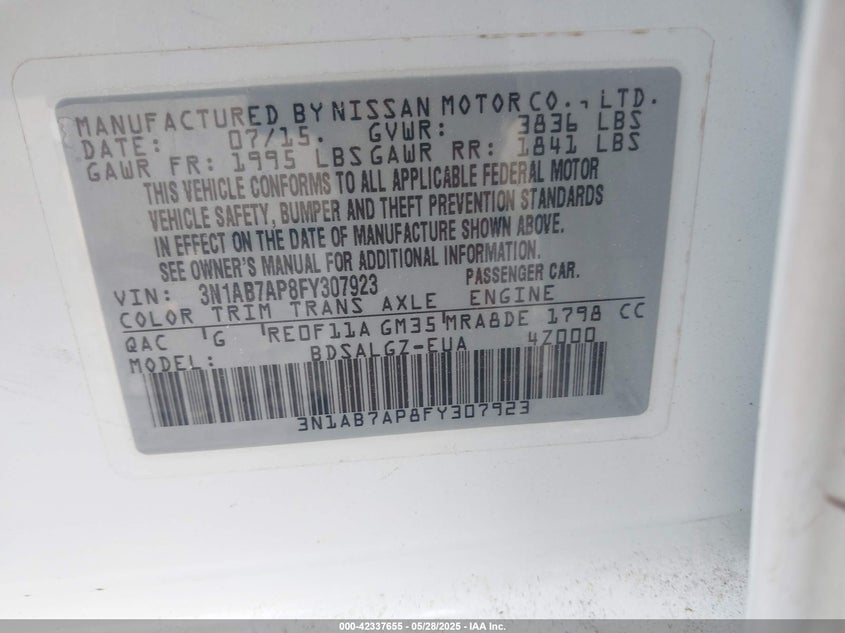 MANUFACTURED BY NISSAN MOTOR CO., LTD.
DATE: 07/15. GVWR: 3836 LBS
GAWR FR: 1995 LBS GAWR RR: 1841 LBS
THIS VEHICLE CONFORMS TO ALL APPLICABLE FEDERAL MOTOR
VEHICLE SAFETY, BUMPER AND THEFT PREVENTION STANDARDS
IN EFFECT ON THE DATE OF MANUFACTURE SHOWN ABOVE.
SEE OWNER'S MANUAL FOR ADDITIONAL INFORMATION.
VIN: 3N1AB7AP8FY307923 PASSENGER CAR.
COLOR TRIM TRANS AXLE ENGINE
QAC G RE0F11A GM35 MRA8DE 1798 CC
MODEL: BDSALGZ-EUA 4Z000
3N1AB7AP8FY307923
000-42337655 - 05/28/2025 - IAA Inc.